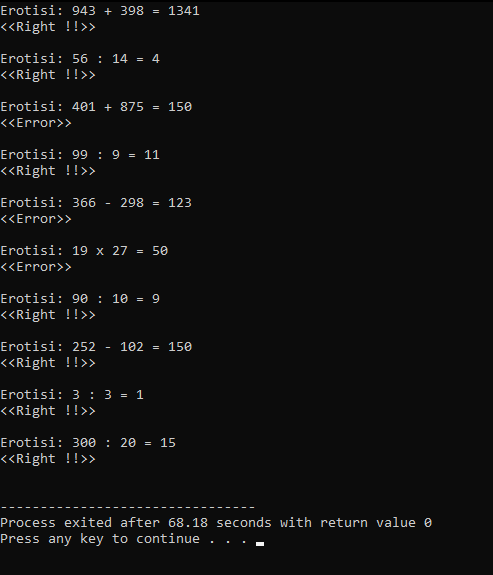 Erotisi: 943 + 398 = 1341
<<Right !!>>
Erotisi: 56 : 14 = 4
<<Right !!>>
Erotisi: 401 + 875 = 150
<<Error>>
Erotisi: 99 : 9 = 11
<<Right !!>>
Erotisi: 366 - 298 = 123
<<Error>>
Erotisi: 19 x 27 = 50
<<Error>>
Erotisi: 90 : 10 = 9
<<Right !!>>
Erotisi: 252 - 102 = 150
<<Right !!>>
Erotisi: 3 : 3 = 1
<<Right !!>>
Erotisi: 300 : 20 = 15
<<Right !!>>
--------------------------------
Process exited after 68.18 seconds with return value 0
Press any key to continue . . .